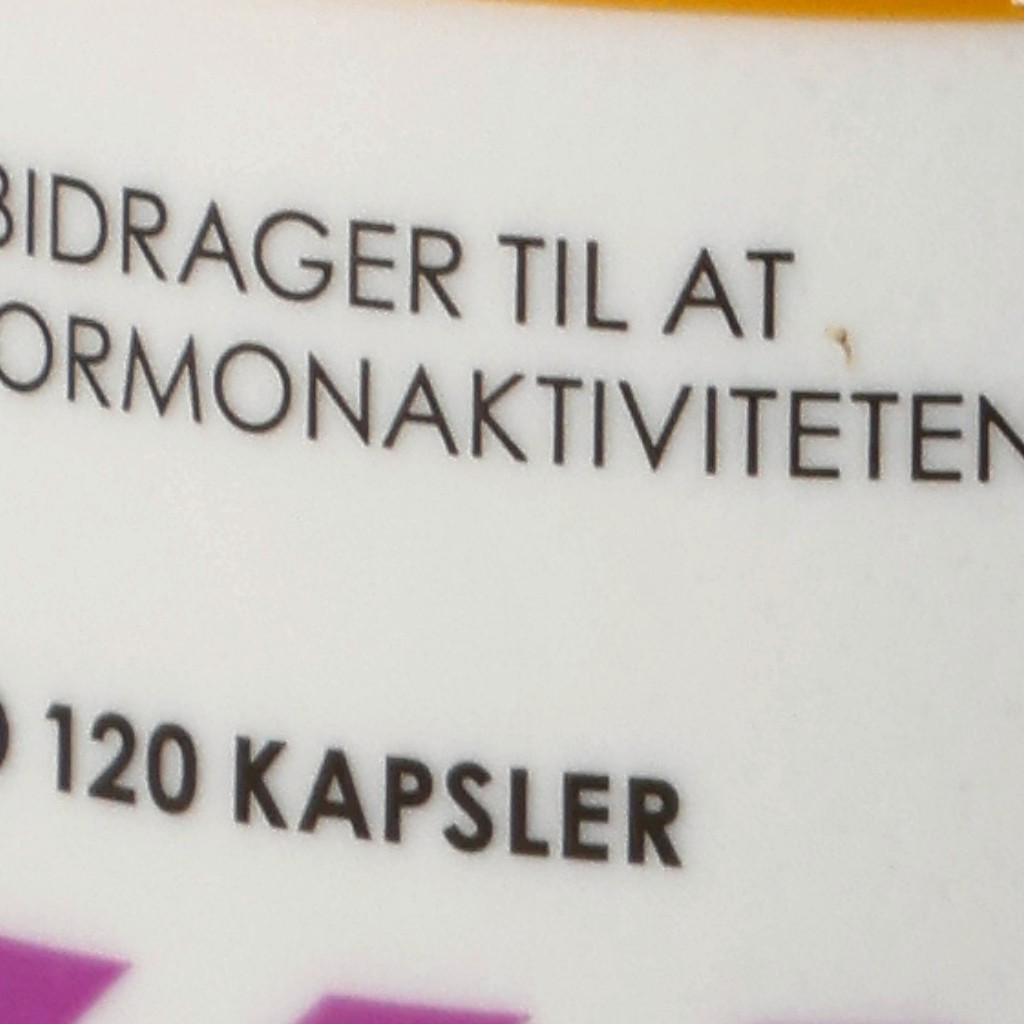 BIDRAGER TIL AT
ORMONAKTIVITETEN
120 KAPSLER